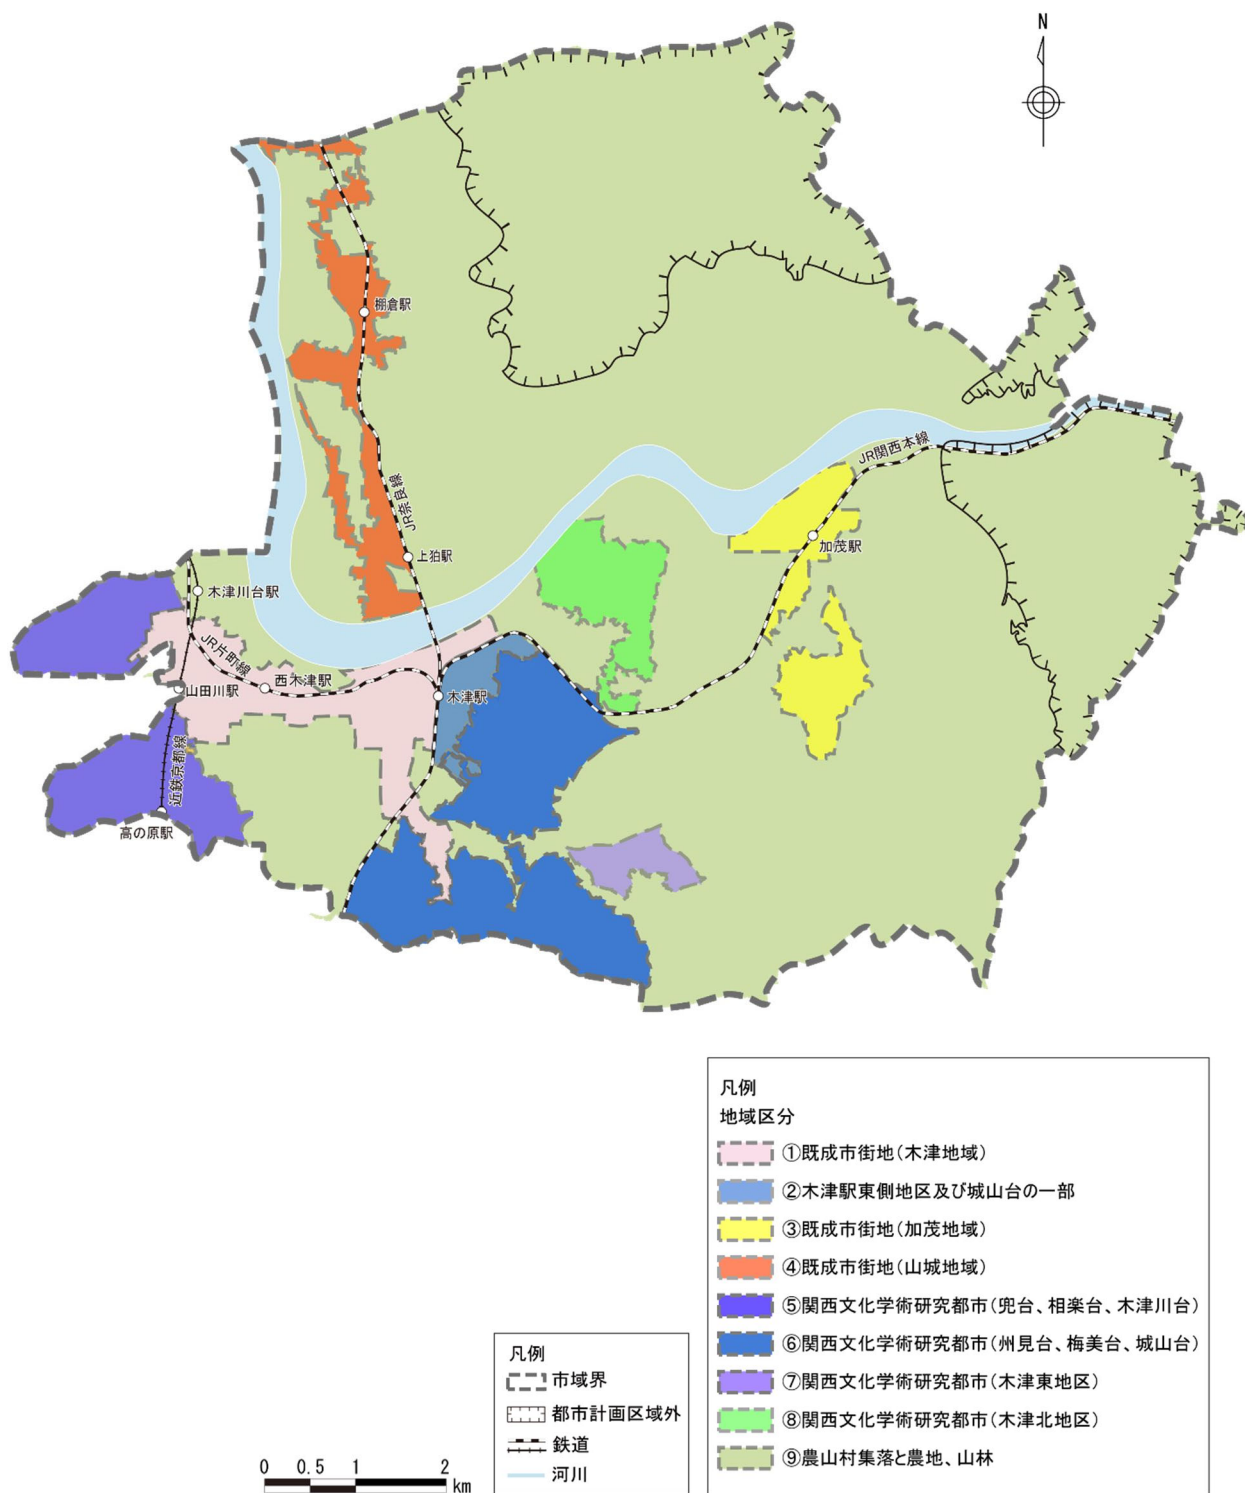 N
棚倉駅
JR関西本線
JR奈良線
加茂駅
上狛駅
木津川台駅
JR片町線
西木津駅
山田川駅
木津駅
近鉄京都線
高の原駅
凡例
地域区分
①既成市街地(木津地域)
②木津駅東側地区及び城山台の一部
③既成市街地(加茂地域)
④既成市街地(山城地域)
⑤関西文化学術研究都市(兜台、相楽台、木津川台)
⑥関西文化学術研究都市(州見台、梅美台、城山台)
⑦関西文化学術研究都市(木津東地区)
⑧関西文化学術研究都市(木津北地区)
⑨農山村集落と農地、山林
凡例
市域界
都市計画区域外
鉄道
河川
0 0.5 1 2
km